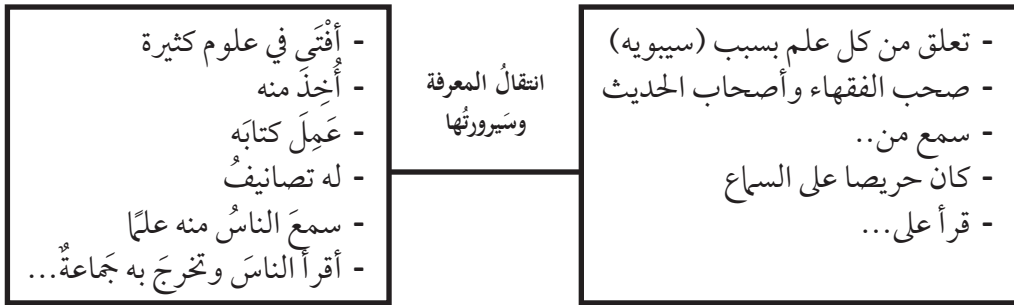 - تعلق من كل علم بسبب (سيبويه)
- صحب الفقهاء وأصحاب الحديث
- سمع من..
- كان حريصا على السماع
- قرأ على...
انتقالُ المعرفة
وسَيرورتُها
- أفْتَى في علوم كثيرة
- أُخِذَ منه
- عَمِلَ كتابَه
- له تصانيفُ
- سمعَ الناسُ منه علمًا
- أقرأ الناسَ وتخرجَ به جَماعةٌ...